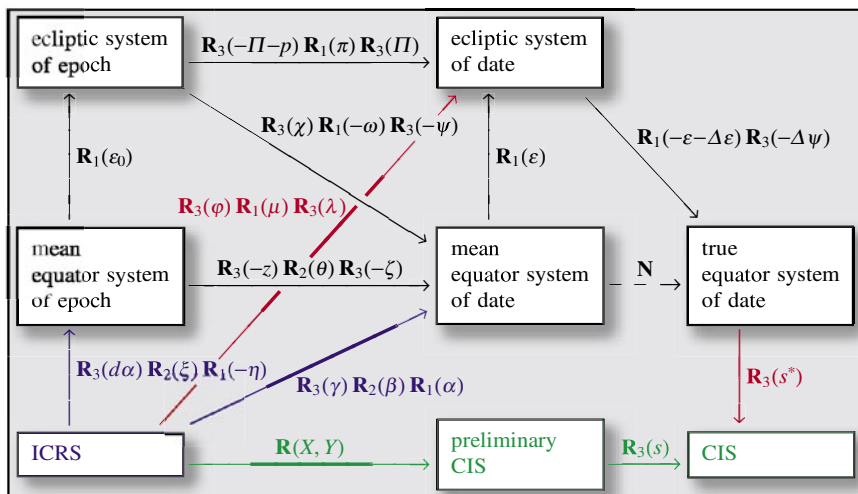 ecliptic system
of epoch
R₃(−Π−p) R₁(π) R₃(Π)
ecliptic system
of date
R₃(χ) R₁(−ω) R₃(−ψ)
R₁(ε₀)
R₁(ε)
R₁(−ε−Δε) R₃(−Δψ)
R₃(φ) R₁(μ) R₃(λ)
mean
equator system
of epoch
R₃(−z) R₂(θ) R₃(−ζ)
mean
equator system
of date
N
true
equator system
of date
R₃(dα) R₂(ξ) R₁(−η)
R₃(γ) R₂(β) R₁(α)
R₃(s*)
ICRS
R(X, Y)
preliminary
CIS
R₃(s)
CIS